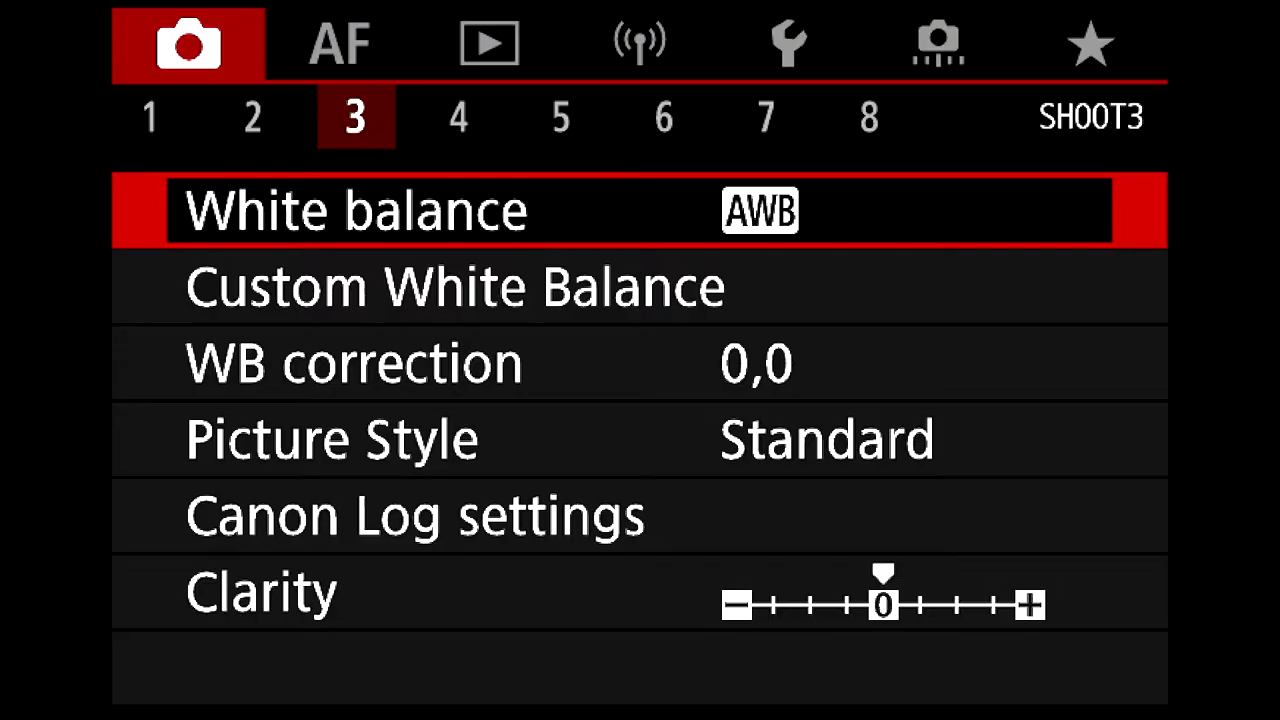 AF
1 2 3 4 5 6 7 8 SHOOT3
White balance AWB
Custom White Balance
WB correction 0,0
Picture Style Standard
Canon Log settings
Clarity − 0 +